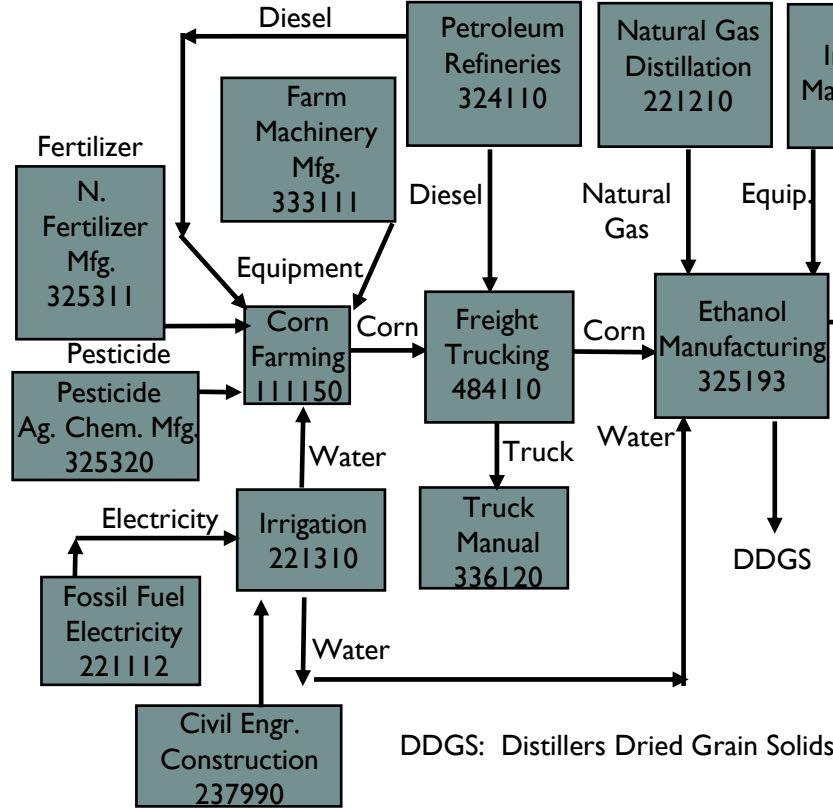 Diesel
Petroleum
Refineries
324110
Natural Gas
Distillation
221210
Farm
Machinery
Mfg.
333111
Fertilizer
N.
Fertilizer
Mfg.
325311
Diesel
Natural
Gas
Equip.
Equipment
Corn
Farming
111150
Corn
Freight
Trucking
484110
Corn
Ethanol
Manufacturing
325193
Pesticide
Pesticide
Ag. Chem. Mfg.
325320
Water
Truck
Water
Electricity
Irrigation
221310
Truck
Manual
336120
DDGS
Fossil Fuel
Electricity
221112
Water
Civil Engr.
Construction
237990
DDGS: Distillers Dried Grain Solids